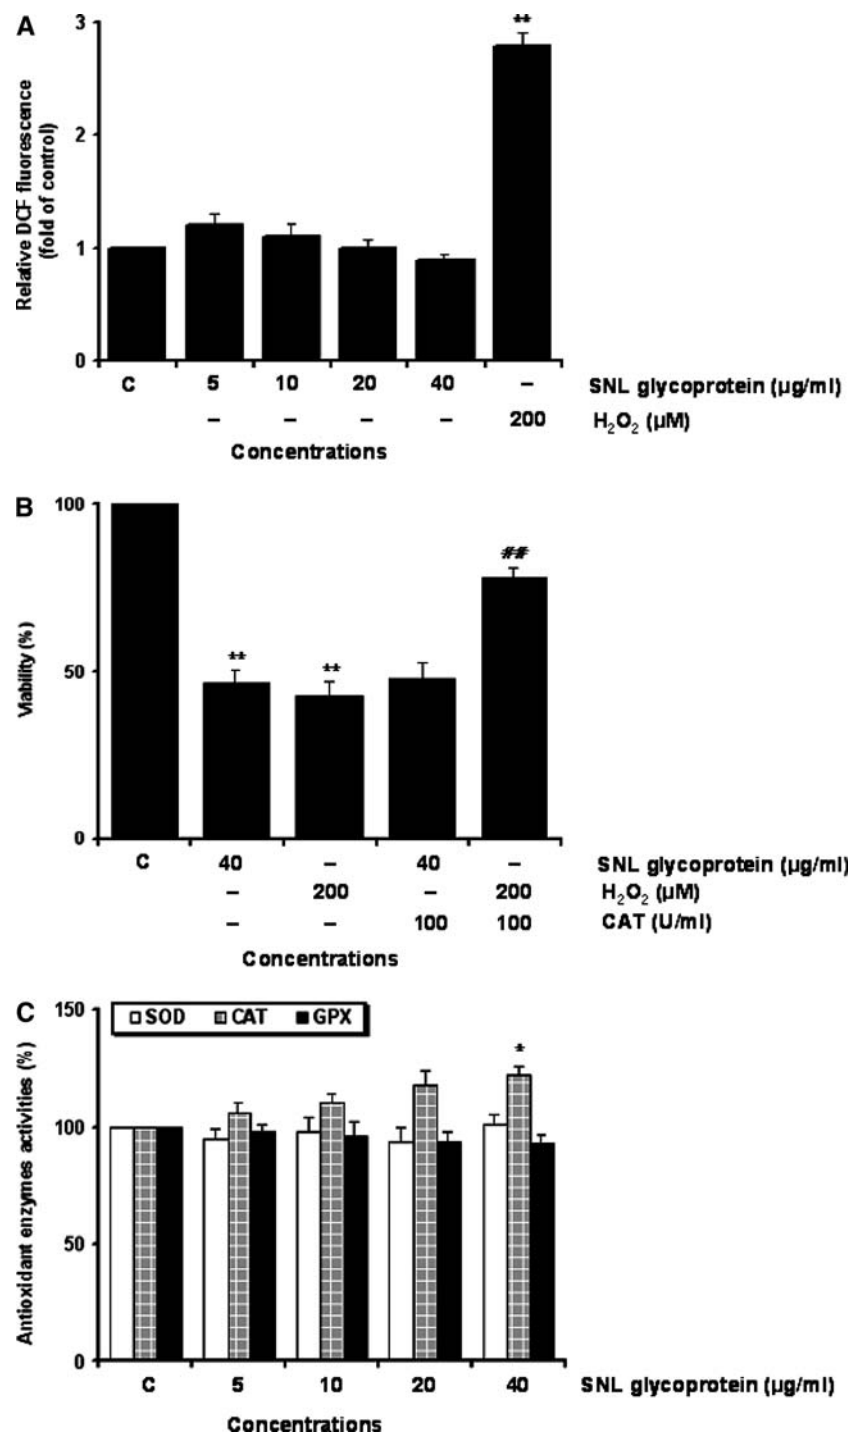 A
3
2
1
0
Relative DCF fluorescence
(fold of control)
**
C 5 10 20 40 – SNL glycoprotein (µg/ml)
– – – – 200 H₂O₂ (µM)
Concentrations
B
100
50
0
Viability (%)
** ** ##
C 40 – 40 – SNL glycoprotein (µg/ml)
– 200 – 200 H₂O₂ (µM)
– – 100 100 CAT (U/ml)
Concentrations
C
150
100
50
0
Antioxidant enzymes activities (%)
SOD CAT GPX
*
C 5 10 20 40 SNL glycoprotein (µg/ml)
Concentrations